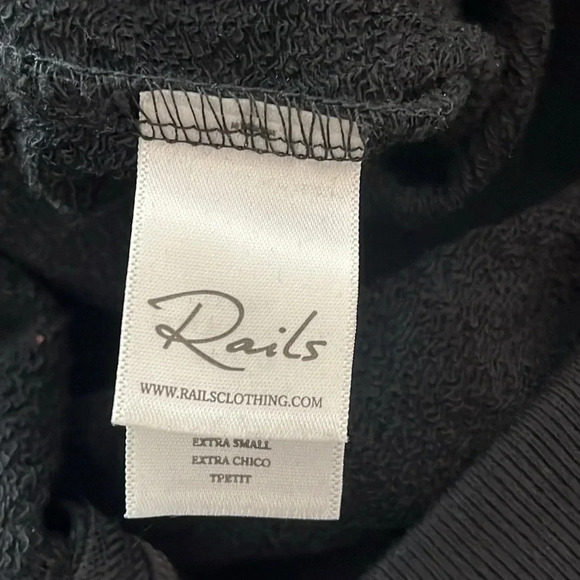 Rails
WWW.RAILSCLOTHING.COM
EXTRA SMALL
EXTRA CHICO
TPETIT